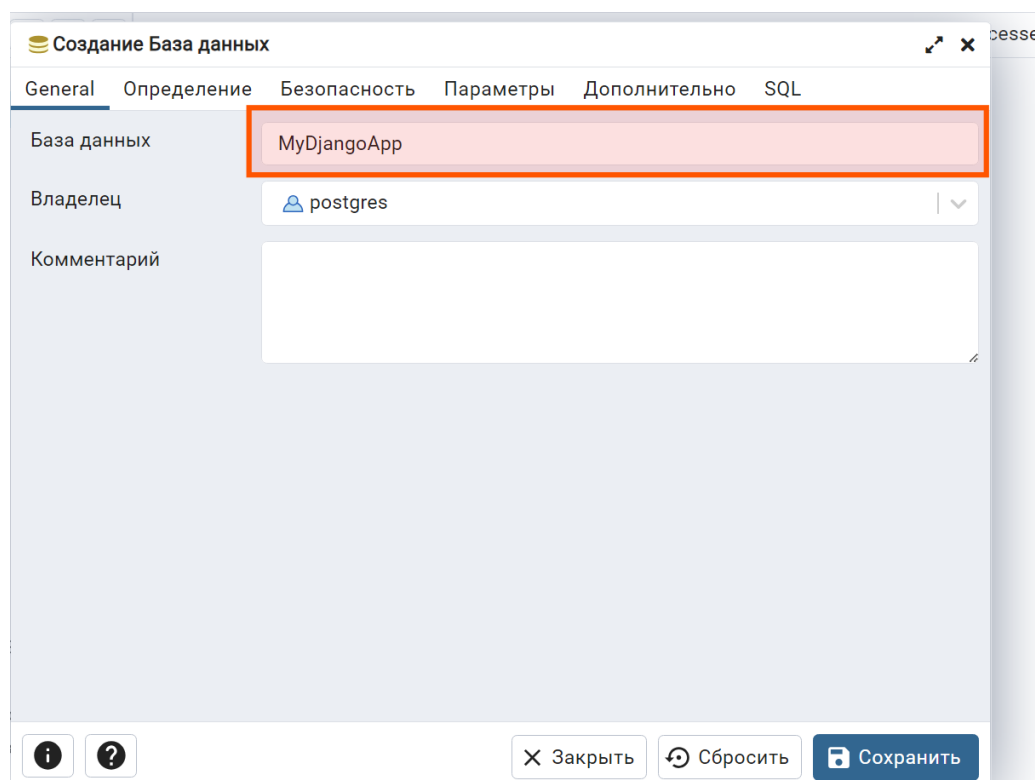 Создание База данных
General Определение Безопасность Параметры Дополнительно SQL
База данных MyDjangoApp
Владелец postgres
Комментарий
Закрыть Сбросить Сохранить